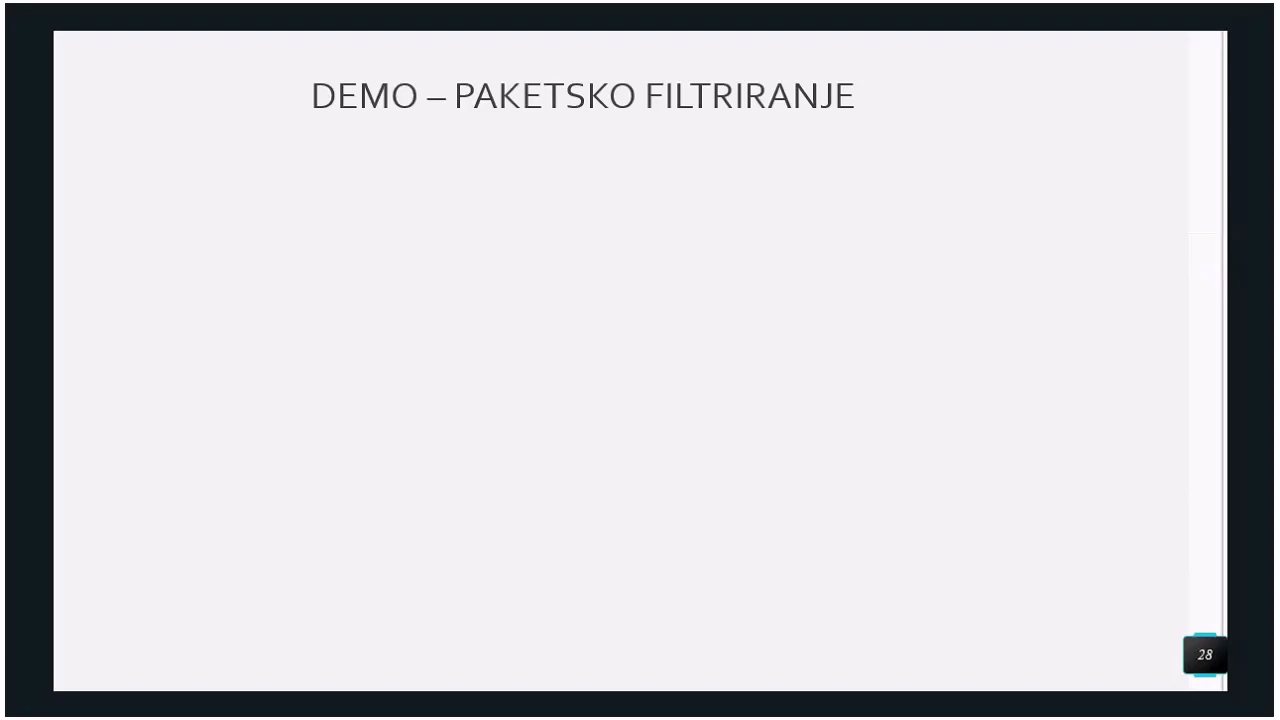 DEMO – PAKETSKO FILTRIRANJE
28